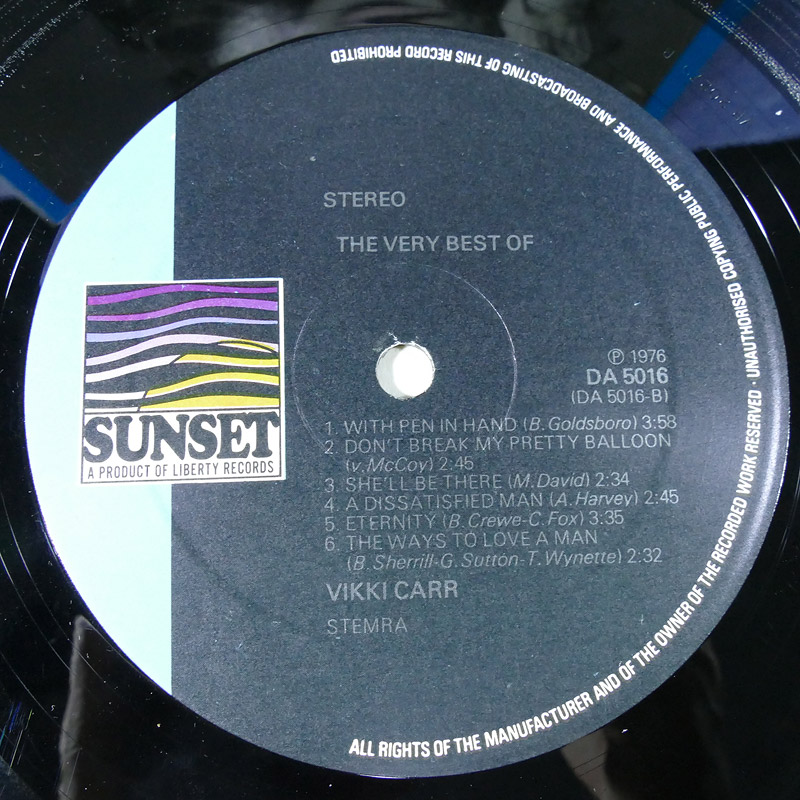 STEREO
THE VERY BEST OF
℗ 1976
DA 5016
(DA 5016-B)
1. WITH PEN IN HAND (B. Goldsboro) 3:58
2. DON'T BREAK MY PRETTY BALLOON
(v. McCoy) 2:45
3. SHE'LL BE THERE (M. David) 2:34
4. A DISSATISFIED MAN (A. Harvey) 2:45
5. ETERNITY (B. Crewe-C. Fox) 3:35
6. THE WAYS TO LOVE A MAN
(B. Sherrill-G. Sutton-T. Wynette) 2:32
VIKKI CARR
STEMRA
SUNSET
A PRODUCT OF LIBERTY RECORDS
ALL RIGHTS OF THE MANUFACTURER AND OF THE OWNER OF THE RECORDED WORK RESERVED · UNAUTHORISED COPYING PUBLIC PERFORMANCE AND BROADCASTING OF THIS RECORD PROHIBITED